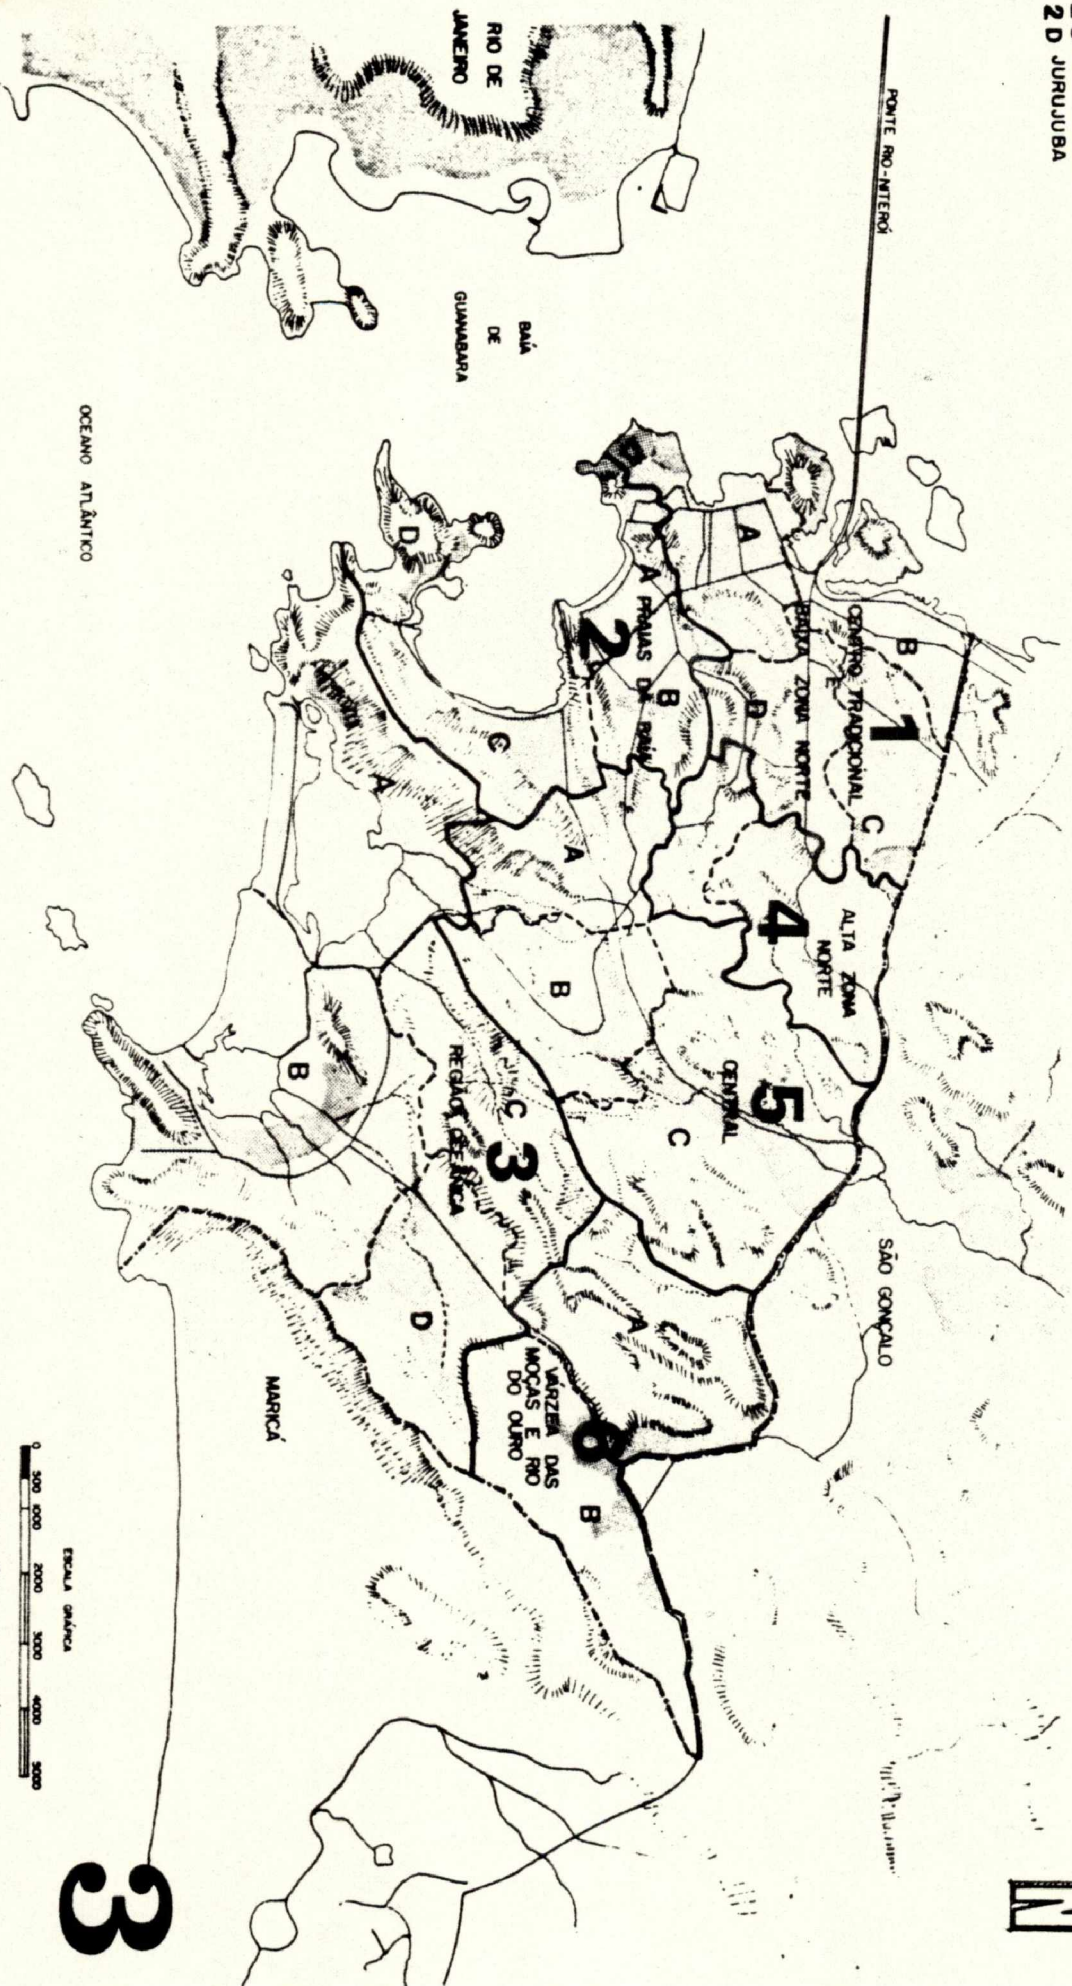 2 D JURUJUBA
PONTE RIO-NITERÓI
RIO DE
JANEIRO
BAÍA
DE
GUANABARA
OCEANO ATLÂNTICO
1
CENTRO TRADICIONAL
E
BAIXA ZONA NORTE
A
B
C
D
2
PRAIAS DA BAÍA
A
B
C
D
4
ALTA ZONA
NORTE
5
CENTRAL
A
B
C
3
REGIÃO OCEÂNICA
A
B
C
D
6
VÁRZEA DAS
MOÇAS E RIO
DO OURO
A
B
SÃO GONÇALO
MARICÁ
0 500 1000 2000 3000 4000 5000
ESCALA GRÁFICA
N
3